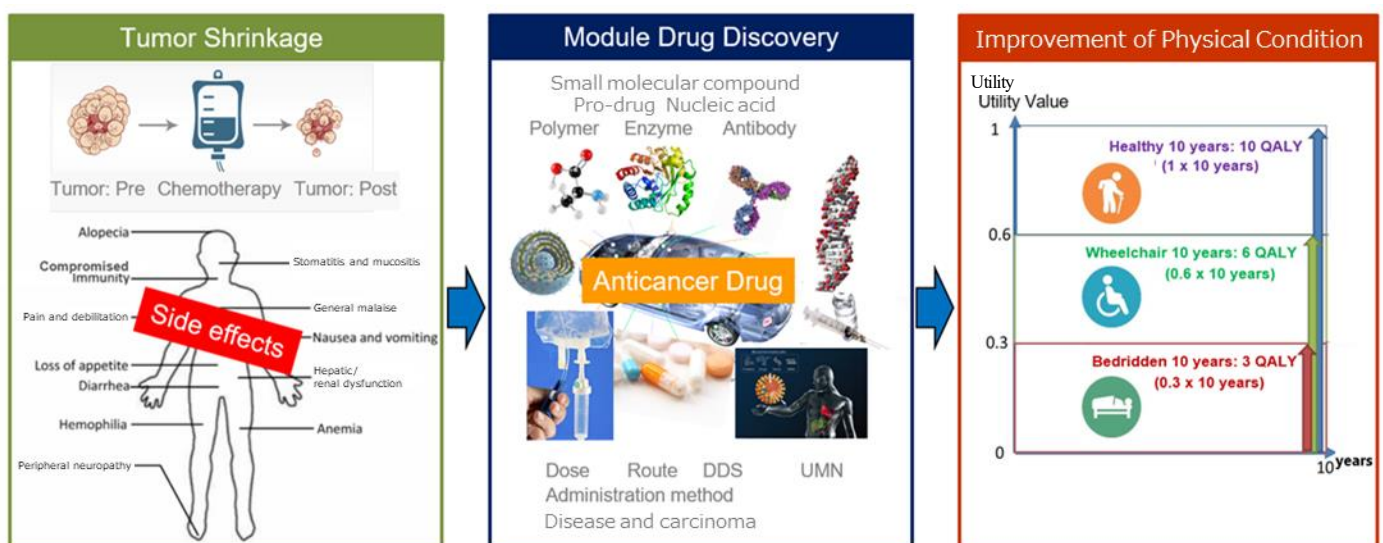 Tumor Shrinkage
Tumor: Pre Chemotherapy Tumor: Post
Alopecia
Stomatitis and mucositis
Compromised
Immunity
General malaise
Pain and debilitation
Side effects
Nausea and vomiting
Loss of appetite
Hepatic/
renal dysfunction
Diarrhea
Hemophilia
Anemia
Peripheral neuropathy
Module Drug Discovery
Small molecular compound
Pro-drug Nucleic acid
Polymer Enzyme Antibody
Anticancer Drug
Dose Route DDS UMN
Administration method
Disease and carcinoma
Improvement of Physical Condition
Utility
Utility Value
1
Healthy 10 years: 10 QALY
(1 x 10 years)
0.6
Wheelchair 10 years: 6 QALY
(0.6 x 10 years)
0.3
Bedridden 10 years: 3 QALY
(0.3 x 10 years)
0
10 years